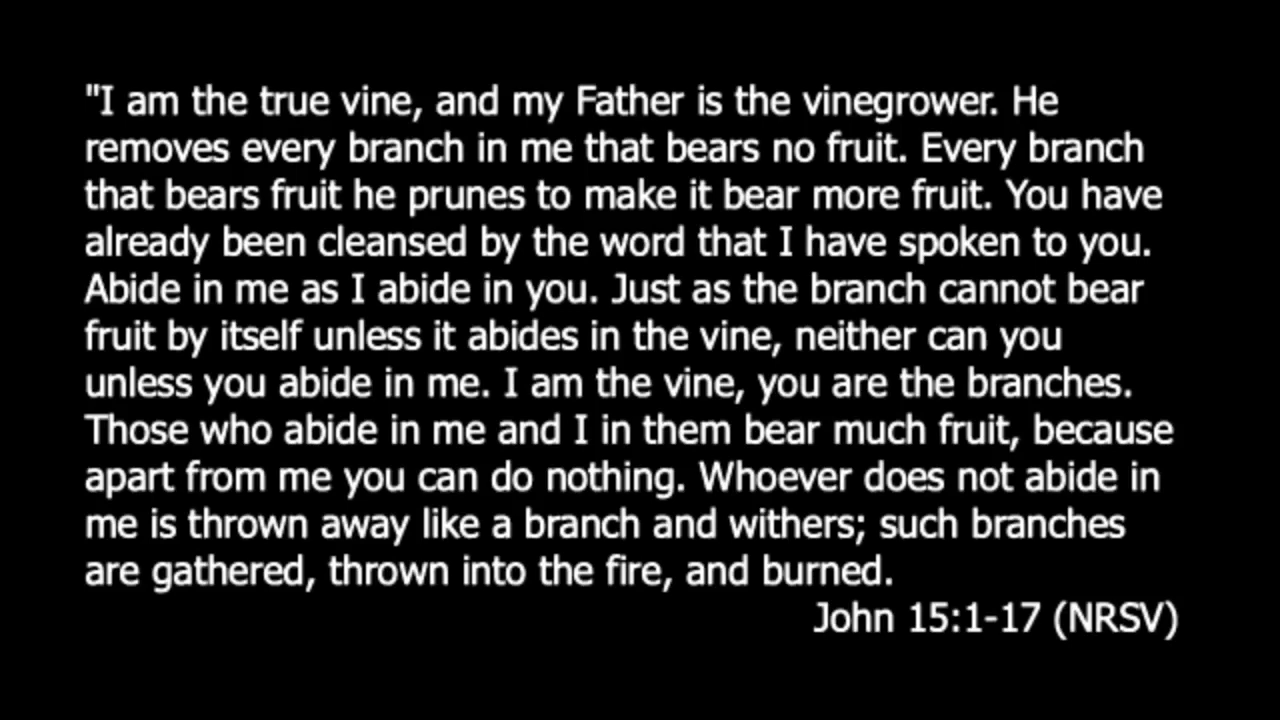 "I am the true vine, and my Father is the vinegrower. He
removes every branch in me that bears no fruit. Every branch
that bears fruit he prunes to make it bear more fruit. You have
already been cleansed by the word that I have spoken to you.
Abide in me as I abide in you. Just as the branch cannot bear
fruit by itself unless it abides in the vine, neither can you
unless you abide in me. I am the vine, you are the branches.
Those who abide in me and I in them bear much fruit, because
apart from me you can do nothing. Whoever does not abide in
me is thrown away like a branch and withers; such branches
are gathered, thrown into the fire, and burned.
John 15:1-17 (NRSV)